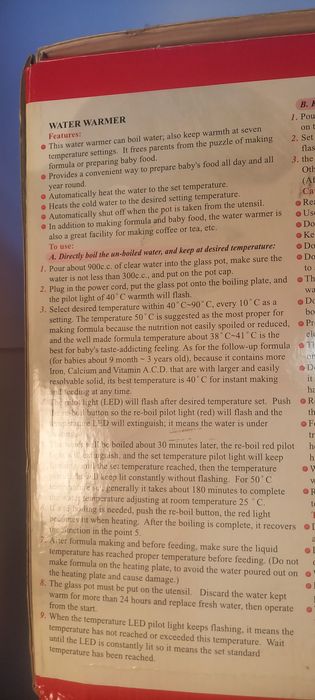 WATER WARMER
Features:
● This water warmer can boil water; also keep warmth at seven
temperature settings. It frees parents from the puzzle of making
formula or preparing baby food.
● Provides a convenient way to prepare baby's food all day and all
year round.
● Automatically heat the water to the set temperature.
● Heats the cold water to the desired setting temperature.
● Automatically shut off when the pot is taken from the utensil.
● In addition to making formula and baby food, the water warmer is
also a great facility for making coffee or tea, etc.
To use:
A. Directly boil the un-boiled water, and keep at desired temperature:
1. Pour about 900c.c. of clear water into the glass pot, make sure the
water is not less than 300c.c., and put on the pot cap.
2. Plug in the power cord, put the glass pot onto the boiling plate, and
the pilot light of 40°C warmth will flash.
3. Select desired temperature within 40°C~90°C, every 10°C as a
setting. The temperature 50°C is suggested as the most proper for
making formula because the nutrition not easily spoiled or reduced,
and the well made formula temperature about 38°C~41°C is the
best for baby's taste-addicting feeling. As for the follow-up formula
(for babies about 9 month ~ 3 years old), because it contains more
Iron, Calcium and Vitamin A.C.D. that are with larger and easily
resolvable solid, its best temperature is 40°C for instant making
feeding at any time.
light (LED) will flash after desired temperature set. Push
button so the re-boil pilot light (red) will flash and the
LED will extinguish; it means the water is under
be boiled about 30 minutes later, the re-boil red pilot
and the set temperature pilot light will keep
the set temperature reached, then the temperature
keep lit constantly without flashing. For 50°C
generally it takes about 180 minutes to complete
temperature adjusting at room temperature 25°C.
is needed, push the re-boil button, the red light
lit when heating. After the boiling is complete, it recovers
function in the point 5.
7. After formula making and before feeding, make sure the liquid
temperature has reached proper temperature before feeding. (Do not
make formula on the heating plate, to avoid the water poured out on
the heating plate and cause damage.)
8. The glass pot must be put on the utensil. Discard the water kept
warm for more than 24 hours and replace fresh water, then operate
from the start.
9. When the temperature LED pilot light keeps flashing, it means the
temperature has not reached or exceeded this temperature. Wait
until the LED is constantly lit so it means the set standard
temperature has been reached.
B.
1. Pou
on t
2. Set
flas
3. the
Oth